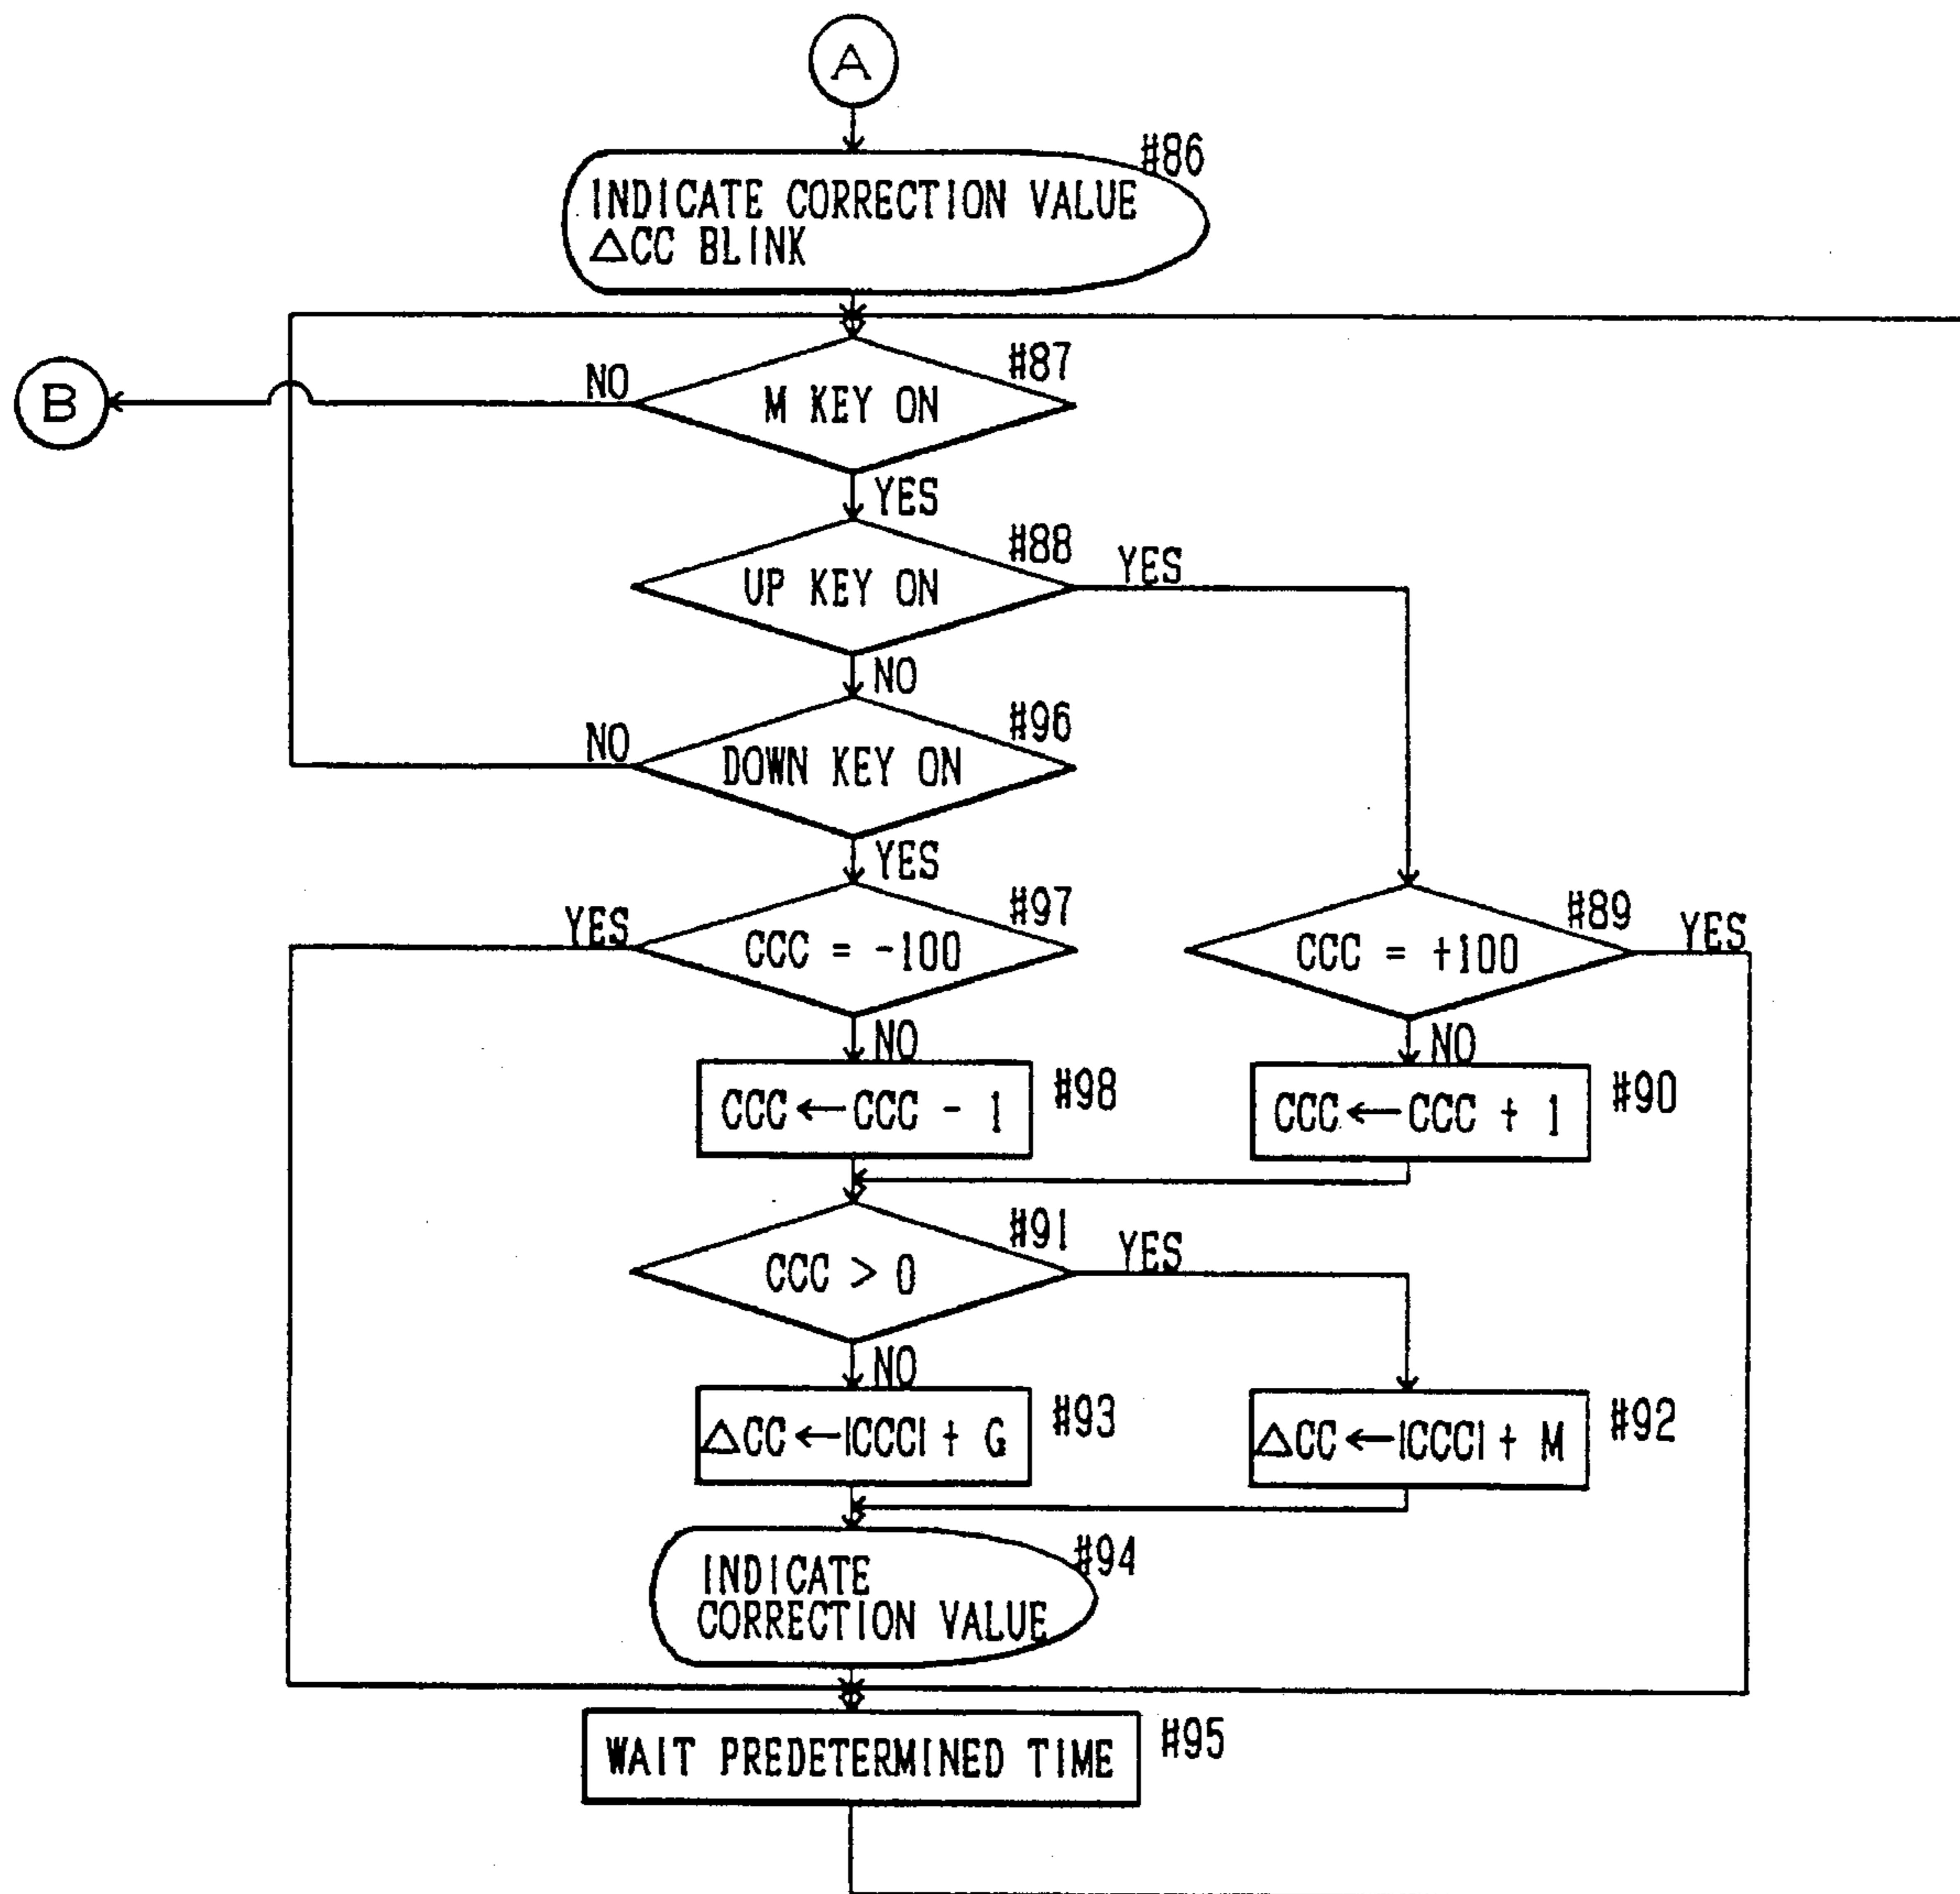 A
#86
INDICATE CORRECTION VALUE
△CC BLINK
B
NO
#87
M KEY ON
YES
#88
UP KEY ON
YES
NO
#96
NO
DOWN KEY ON
YES
#97
YES
CCC = -100
#89
YES
CCC = +100
NO
NO
CCC ← CCC - 1
#98
CCC ← CCC + 1
#90
#91
CCC > 0
YES
NO
△CC ← |CCC| + G
#93
△CC ← |CCC| + M
#92
#94
INDICATE
CORRECTION VALUE
WAIT PREDETERMINED TIME
#95